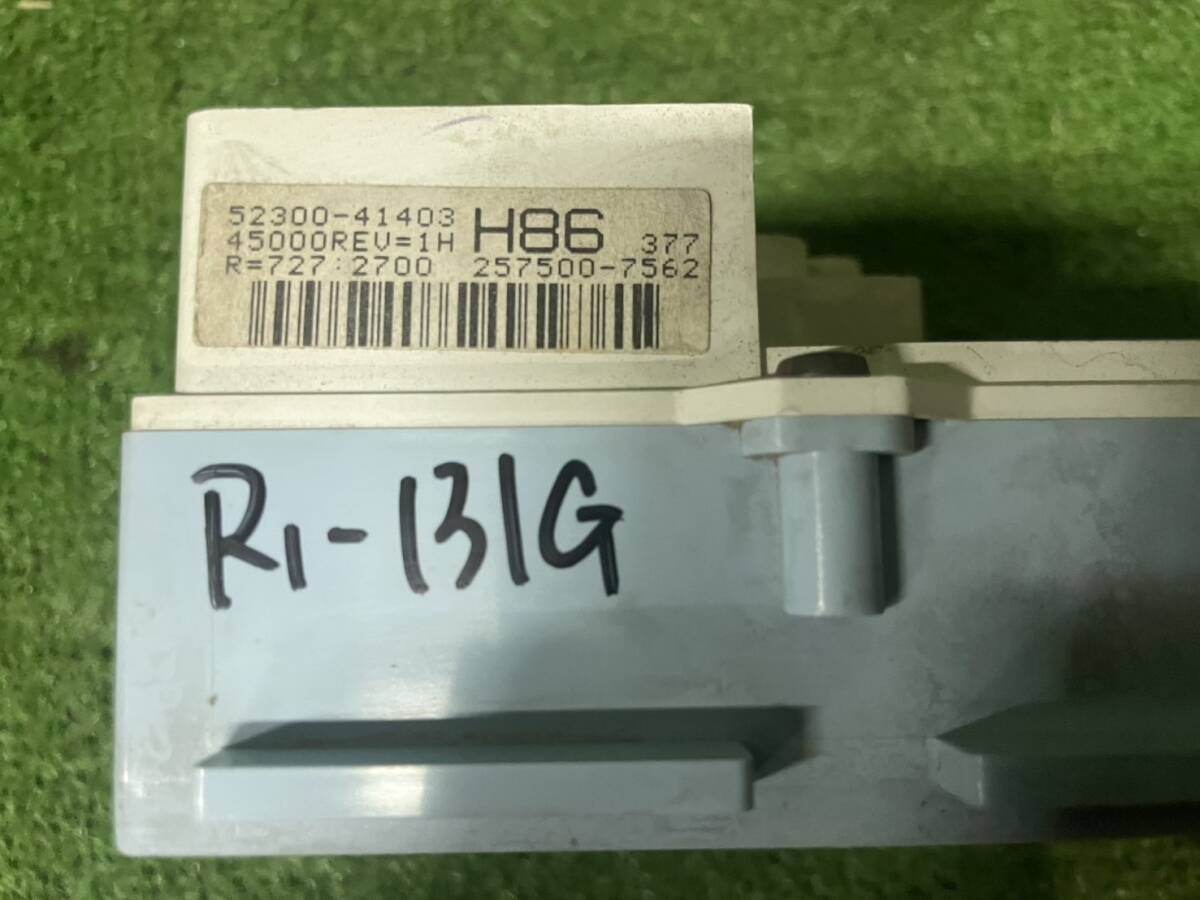 52300-41403 H86
45000REV=1H 377
R=727:2700 257500-7562
R1-131G